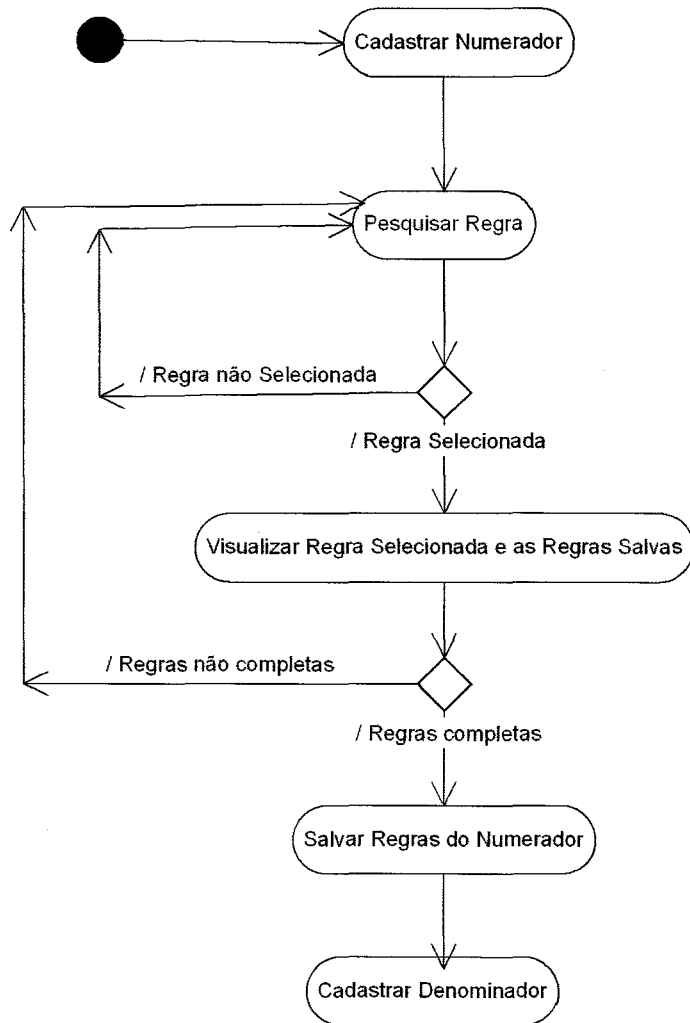 Cadastrar Numerador
Pesquisar Regra
/ Regra não Selecionada
/ Regra Selecionada
Visualizar Regra Selecionada e as Regras Salvas
/ Regras não completas
/ Regras completas
Salvar Regras do Numerador
Cadastrar Denominador